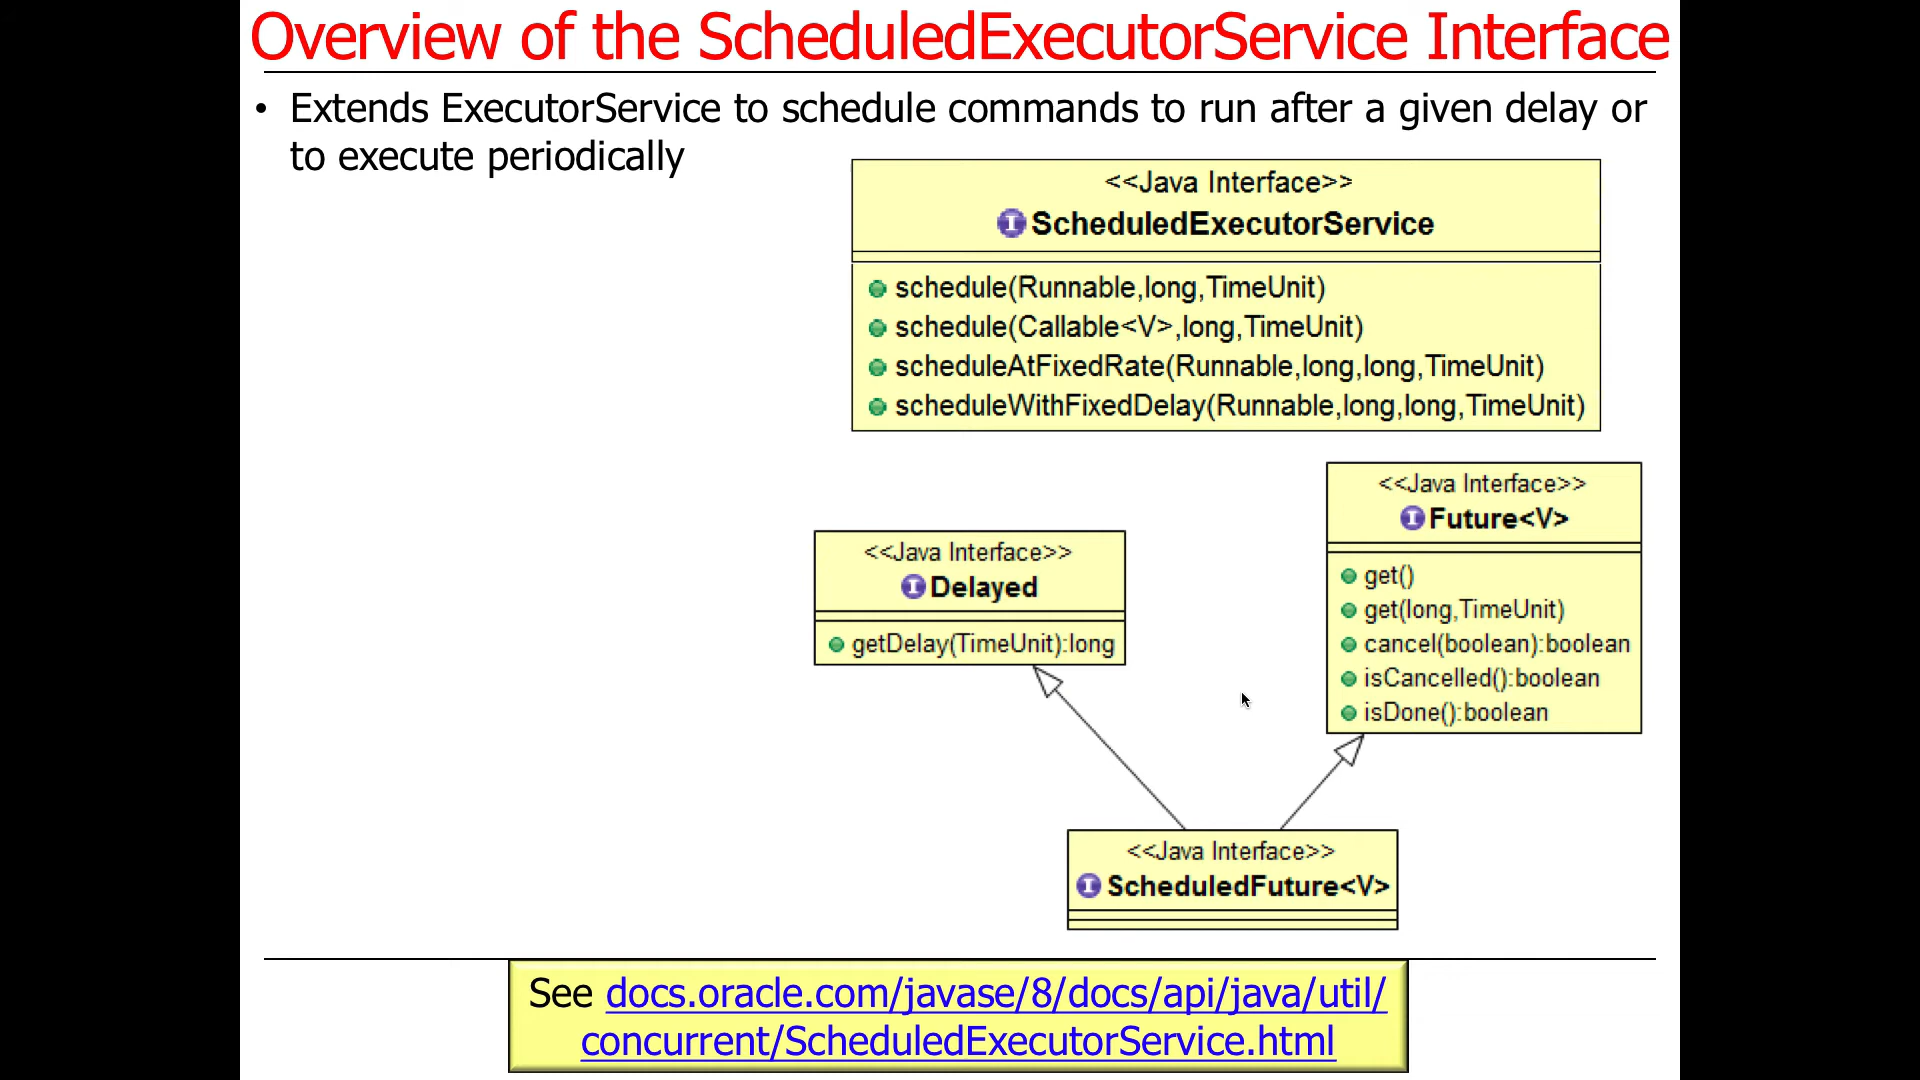 Overview of the ScheduledExecutorService Interface
• Extends ExecutorService to schedule commands to run after a given delay or
to execute periodically
<<Java Interface>>
I ScheduledExecutorService
schedule(Runnable,long,TimeUnit)
schedule(Callable<V>,long,TimeUnit)
scheduleAtFixedRate(Runnable,long,long,TimeUnit)
scheduleWithFixedDelay(Runnable,long,long,TimeUnit)
<<Java Interface>>
I Delayed
getDelay(TimeUnit):long
<<Java Interface>>
I Future<V>
get()
get(long,TimeUnit)
cancel(boolean):boolean
isCancelled():boolean
isDone():boolean
<<Java Interface>>
I ScheduledFuture<V>
See docs.oracle.com/javase/8/docs/api/java/util/
concurrent/ScheduledExecutorService.html